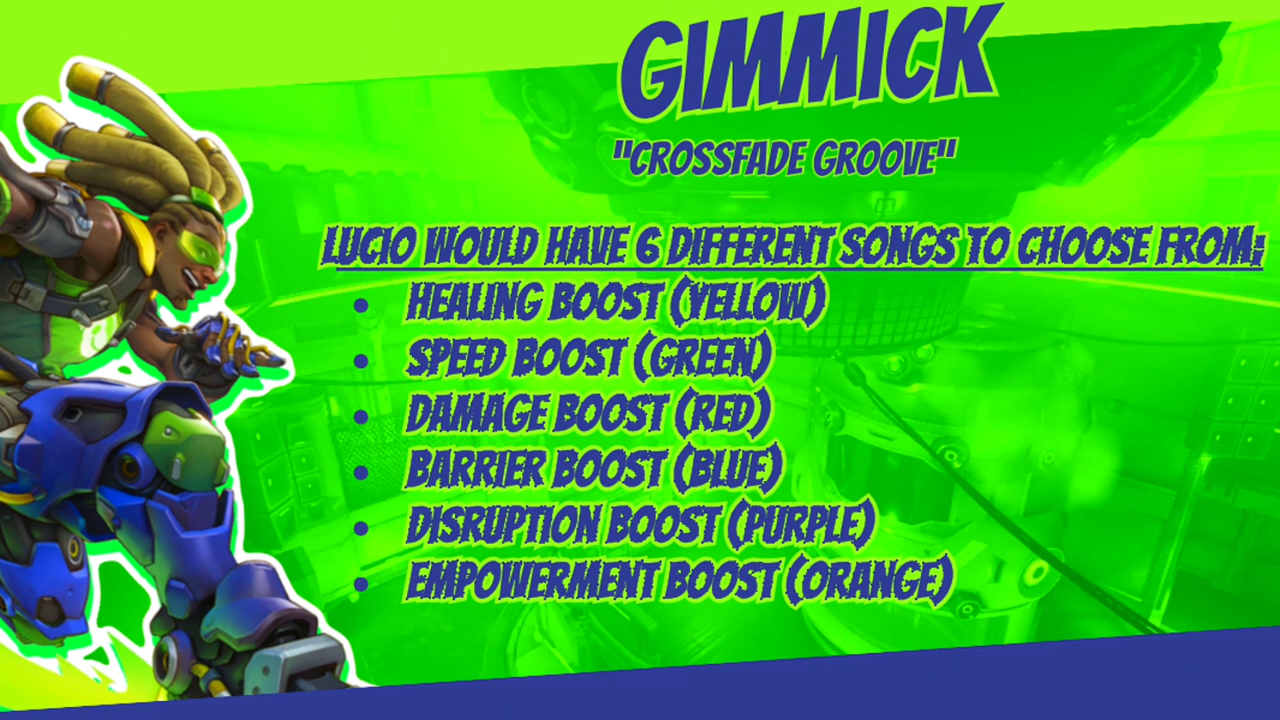 GIMMICK
"CROSSFADE GROOVE"
LUCIO WOULD HAVE 6 DIFFERENT SONGS TO CHOOSE FROM:
• HEALING BOOST (YELLOW)
• SPEED BOOST (GREEN)
• DAMAGE BOOST (RED)
• BARRIER BOOST (BLUE)
• DISRUPTION BOOST (PURPLE)
• EMPOWERMENT BOOST (ORANGE)